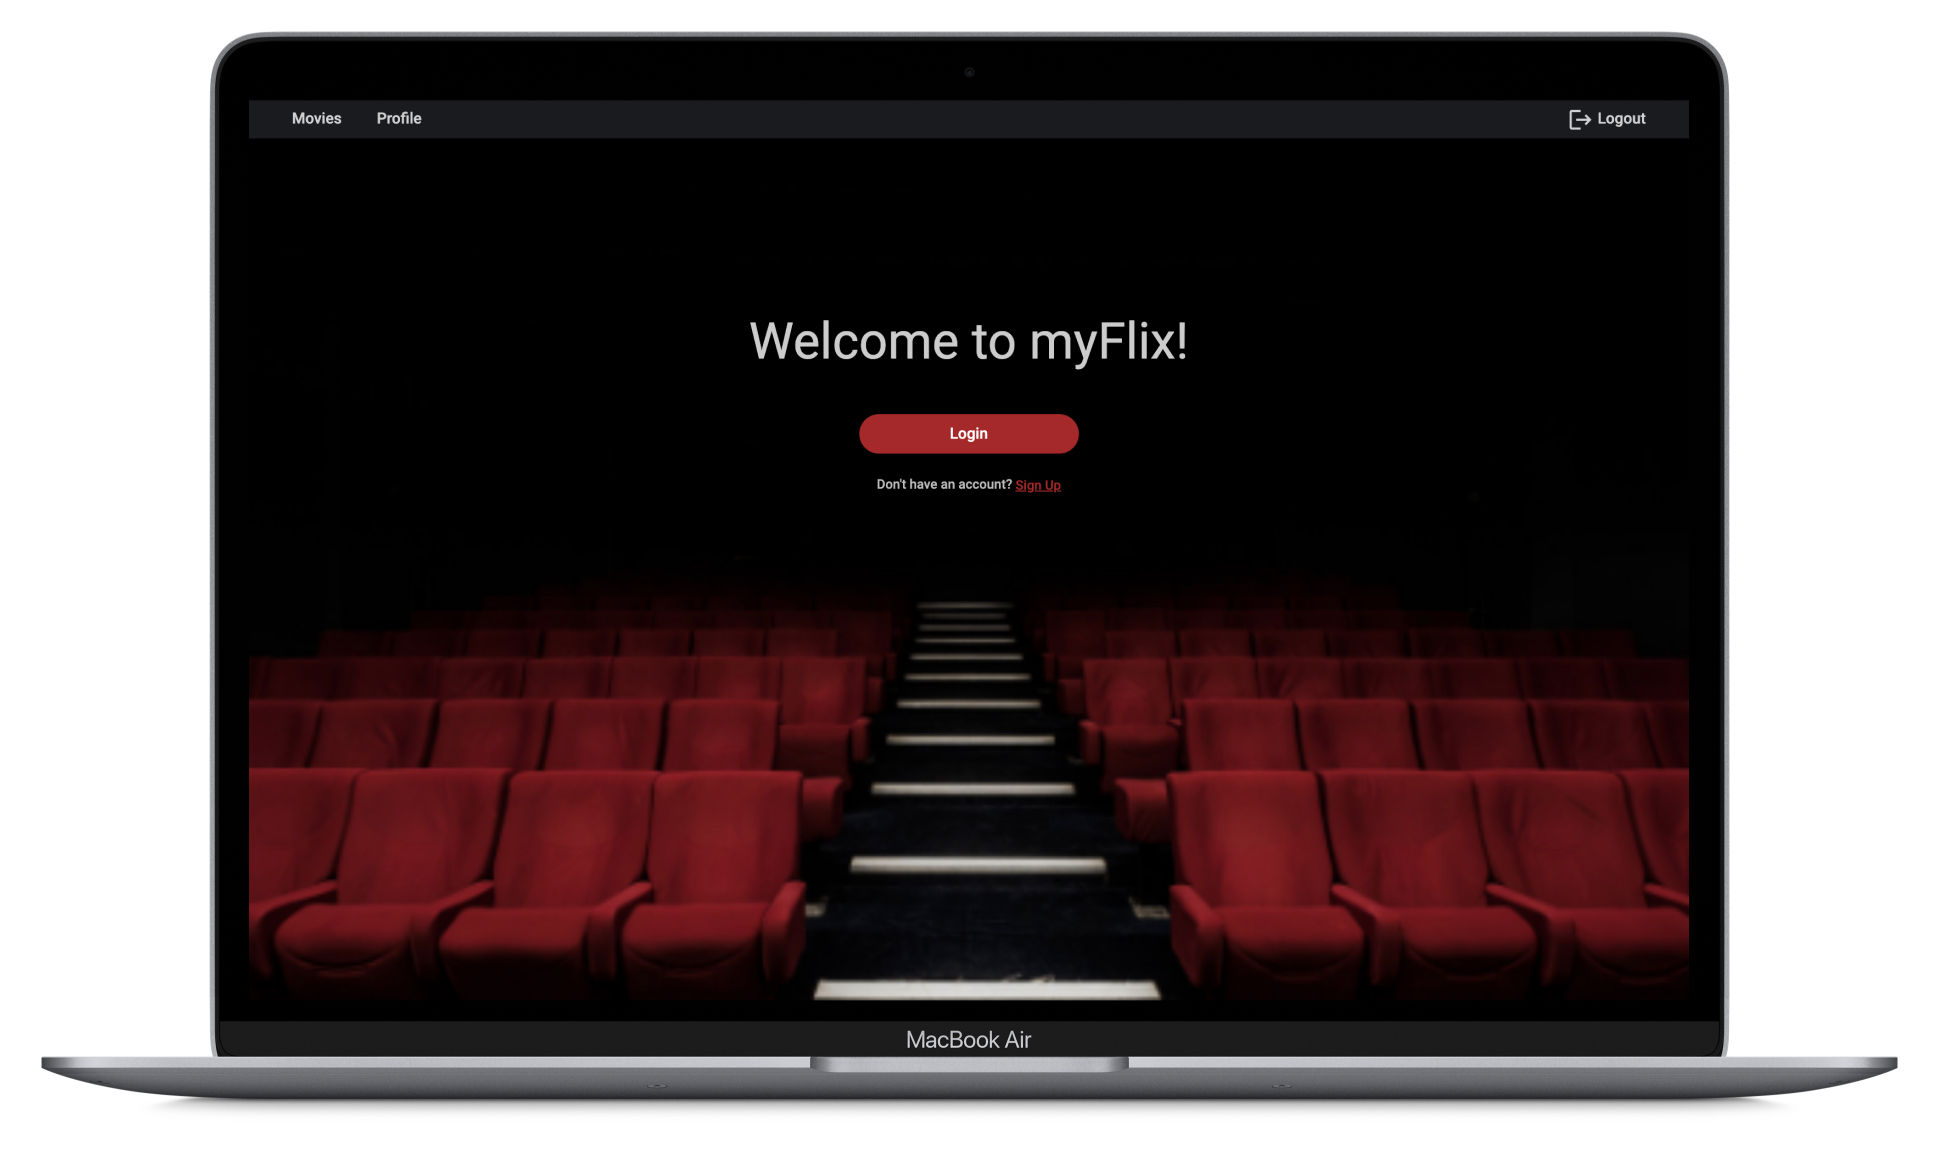 Movies Profile Logout
Welcome to myFlix!
Login
Don't have an account? Sign Up
MacBook Air